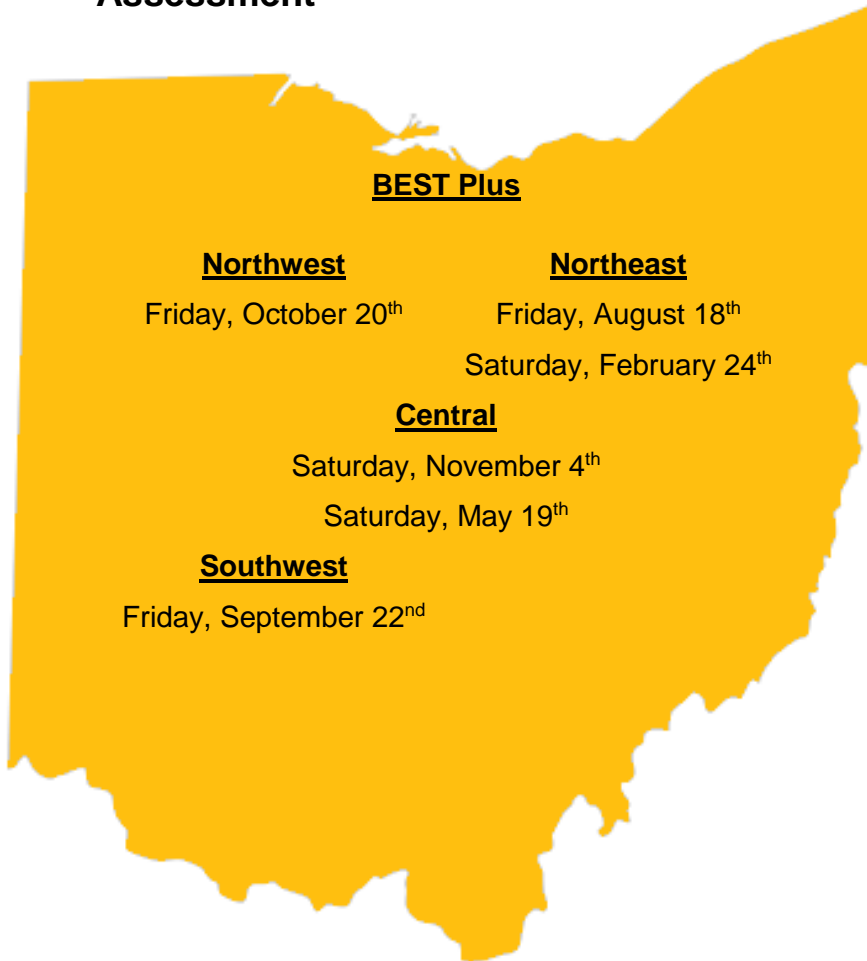 Assessment
BEST Plus
Northwest
Friday, October 20th
Northeast
Friday, August 18th
Saturday, February 24th
Central
Saturday, November 4th
Saturday, May 19th
Southwest
Friday, September 22nd